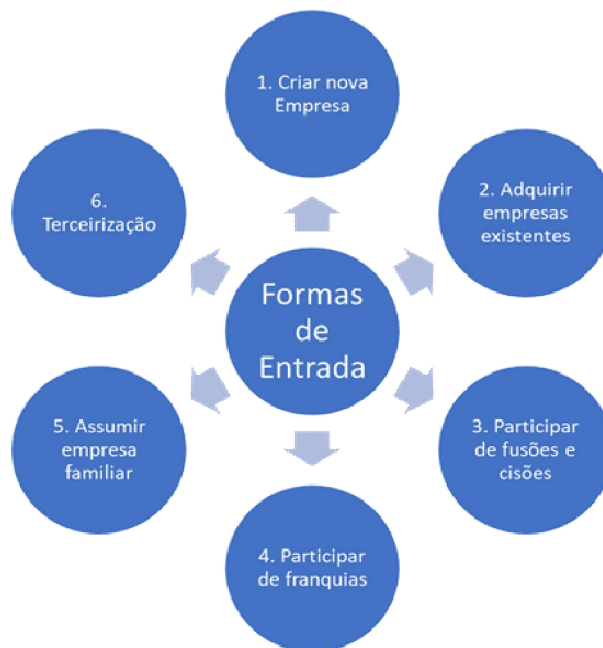 1. Criar nova
Empresa
2. Adquirir
empresas
existentes
3. Participar
de fusões e
cisões
4. Participar
de franquias
5. Assumir
empresa
familiar
6.
Terceirização
Formas
de
Entrada